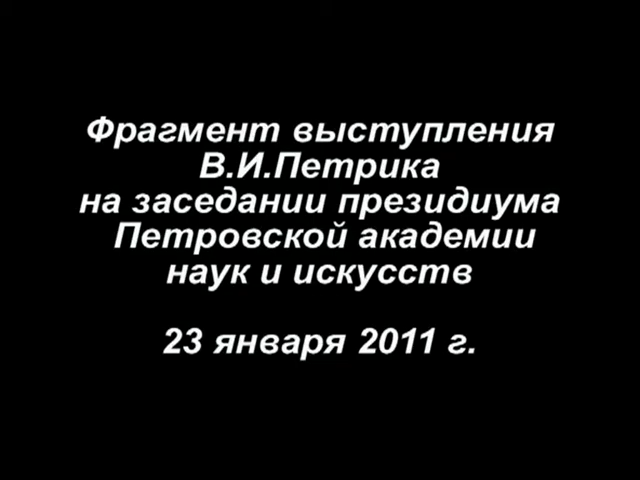 Фрагмент выступления
В.И.Петрика
на заседании президиума
Петровской академии
наук и искусств
23 января 2011 г.